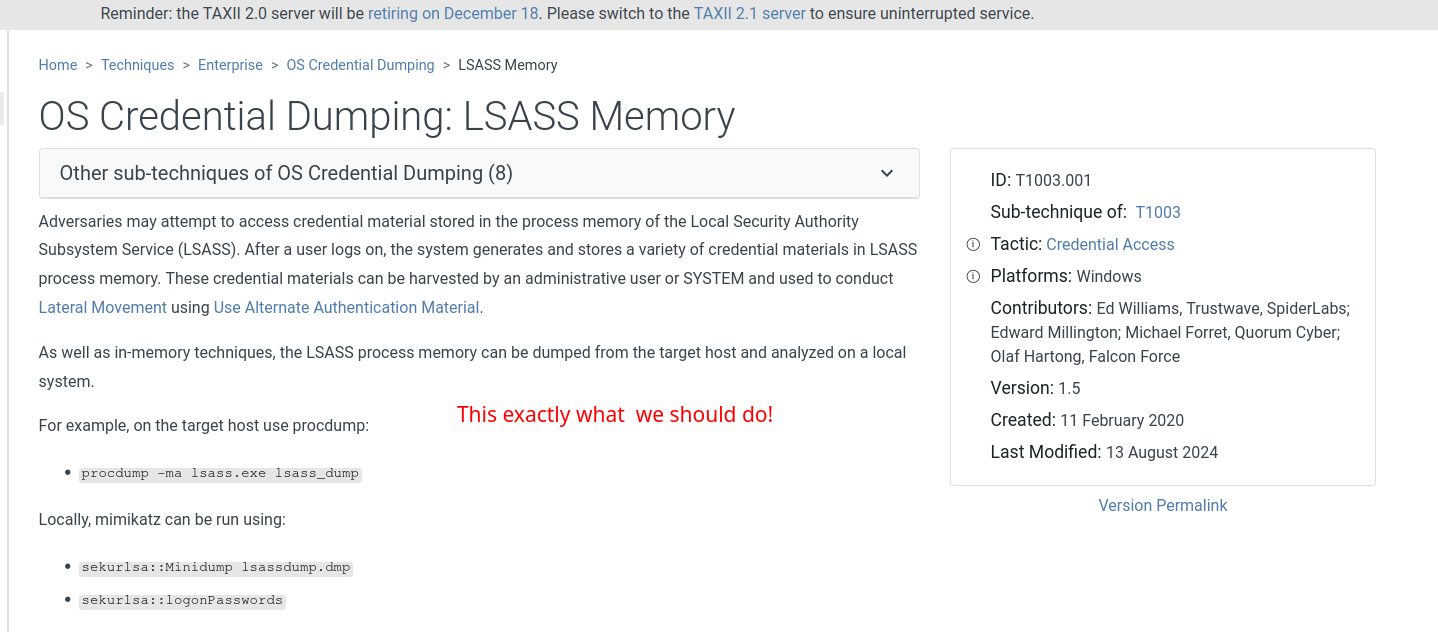 Reminder: the TAXII 2.0 server will be retiring on December 18. Please switch to the TAXII 2.1 server to ensure uninterrupted service.
Home > Techniques > Enterprise > OS Credential Dumping > LSASS Memory
OS Credential Dumping: LSASS Memory
Other sub-techniques of OS Credential Dumping (8)
Adversaries may attempt to access credential material stored in the process memory of the Local Security Authority
Subsystem Service (LSASS). After a user logs on, the system generates and stores a variety of credential materials in LSASS
process memory. These credential materials can be harvested by an administrative user or SYSTEM and used to conduct
Lateral Movement using Use Alternate Authentication Material.
As well as in-memory techniques, the LSASS process memory can be dumped from the target host and analyzed on a local
system.
This exactly what  we should do!
For example, on the target host use procdump:
• procdump -ma lsass.exe lsass_dump
Locally, mimikatz can be run using:
• sekurlsa::Minidump lsassdump.dmp
• sekurlsa::logonPasswords
ID: T1003.001
Sub-technique of: T1003
Tactic: Credential Access
Platforms: Windows
Contributors: Ed Williams, Trustwave, SpiderLabs;
Edward Millington; Michael Forret, Quorum Cyber;
Olaf Hartong, Falcon Force
Version: 1.5
Created: 11 February 2020
Last Modified: 13 August 2024
Version Permalink